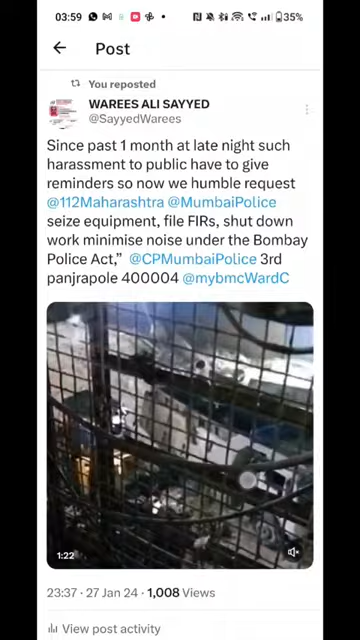 03:59
35%
Post
You reposted
WAREES ALI SAYYED
@SayyedWarees
Since past 1 month at late night such
harassment to public have to give
reminders so now we humble request
@112Maharashtra @MumbaiPolice
seize equipment, file FIRs, shut down
work minimise noise under the Bombay
Police Act,” @CPMumbaiPolice 3rd
panjrapole 400004 @mybmcWardC
1:22
23:37 · 27 Jan 24 · 1,008 Views
View post activity